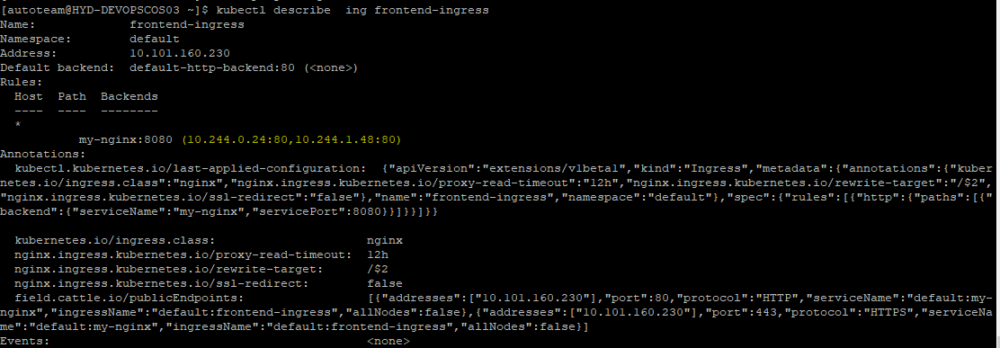 [autoteam@HYD-DEVOPSCOS03 ~]$ kubectl describe  ing frontend-ingress
Name:             frontend-ingress
Namespace:        default
Address:          10.101.160.230
Default backend:  default-http-backend:80 (<none>)
Rules:
  Host  Path  Backends
  ----  ----  --------
  *
           my-nginx:8080 (10.244.0.24:80,10.244.1.48:80)
Annotations:
  kubectl.kubernetes.io/last-applied-configuration:  {"apiVersion":"extensions/v1beta1","kind":"Ingress","metadata":{"annotations":{"kuber
netes.io/ingress.class":"nginx","nginx.ingress.kubernetes.io/proxy-read-timeout":"12h","nginx.ingress.kubernetes.io/rewrite-target":"/$2",
"nginx.ingress.kubernetes.io/ssl-redirect":"false"},"name":"frontend-ingress","namespace":"default"},"spec":{"rules":[{"http":{"paths":[{"
backend":{"serviceName":"my-nginx","servicePort":8080}}]}}]}}
  kubernetes.io/ingress.class:                     nginx
  nginx.ingress.kubernetes.io/proxy-read-timeout:  12h
  nginx.ingress.kubernetes.io/rewrite-target:      /$2
  nginx.ingress.kubernetes.io/ssl-redirect:        false
  field.cattle.io/publicEndpoints:                 [{"addresses":["10.101.160.230"],"port":80,"protocol":"HTTP","serviceName":"default:my-
nginx","ingressName":"default:frontend-ingress","allNodes":false},{"addresses":["10.101.160.230"],"port":443,"protocol":"HTTPS","serviceNa
me":"default:my-nginx","ingressName":"default:frontend-ingress","allNodes":false}]
Events:                                            <none>